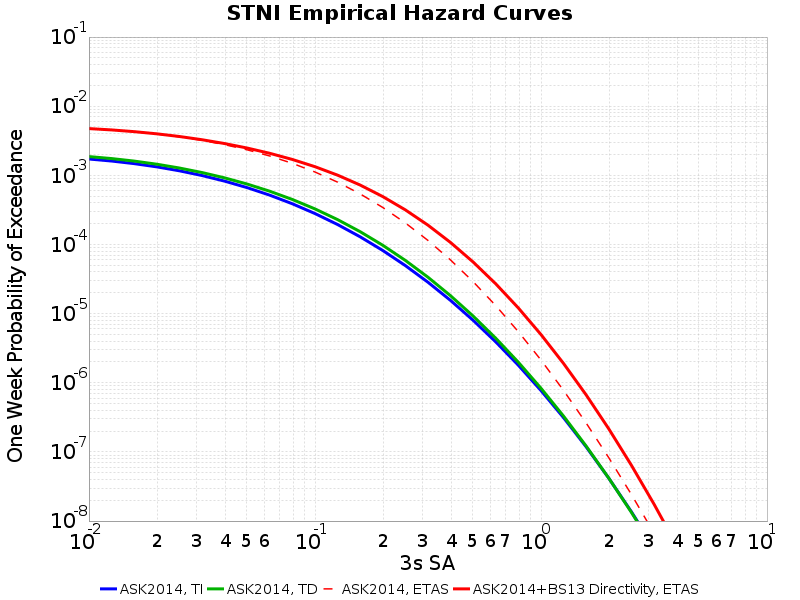 STNI Empirical Hazard Curves
One Week Probability of Exceedance
10^-1
10^-2
10^-3
10^-4
10^-5
10^-6
10^-7
10^-8
10^-2 2 3 4 5 6 10^-1 2 3 4 5 6 7 10^0 2 3 4 5 6 7 10^1
3s SA
ASK2014, TI ASK2014, TD ASK2014, ETAS ASK2014+BS13 Directivity, ETAS